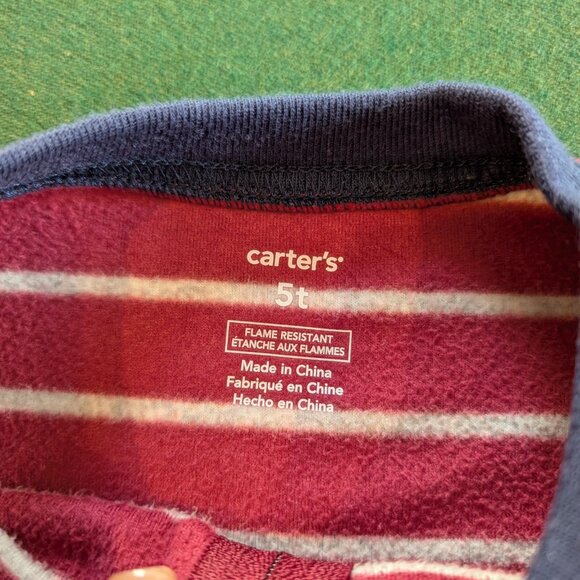 carter's
5t
FLAME RESISTANT
ÉTANCHE AUX FLAMMES
Made in China
Fabriqué en Chine
Hecho en China